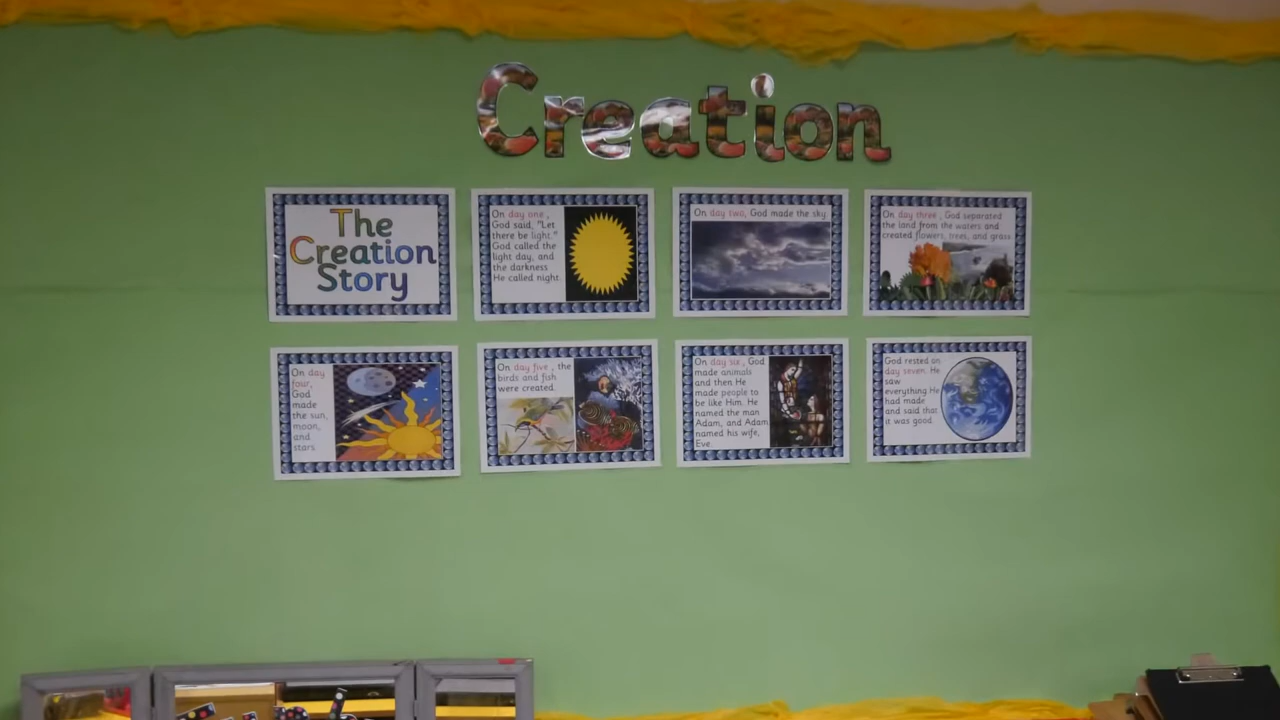 Creation
The
Creation
Story
On day one ,
God said, "Let
there be light."
God called the
light day, and
the darkness
He called night.
On day two, God made the sky.
On day three , God separated
the land from the waters and
created flowers, trees, and grass.
On day
four,
God
made
the sun,
moon,
and
stars.
On day five , the
birds and fish
were created.
On day six , God
made animals
and then He
made people to
be like Him. He
named the man
Adam, and Adam
named his wife,
Eve.
God rested on
day seven. He
saw
everything He
had made
and said that
it was good.